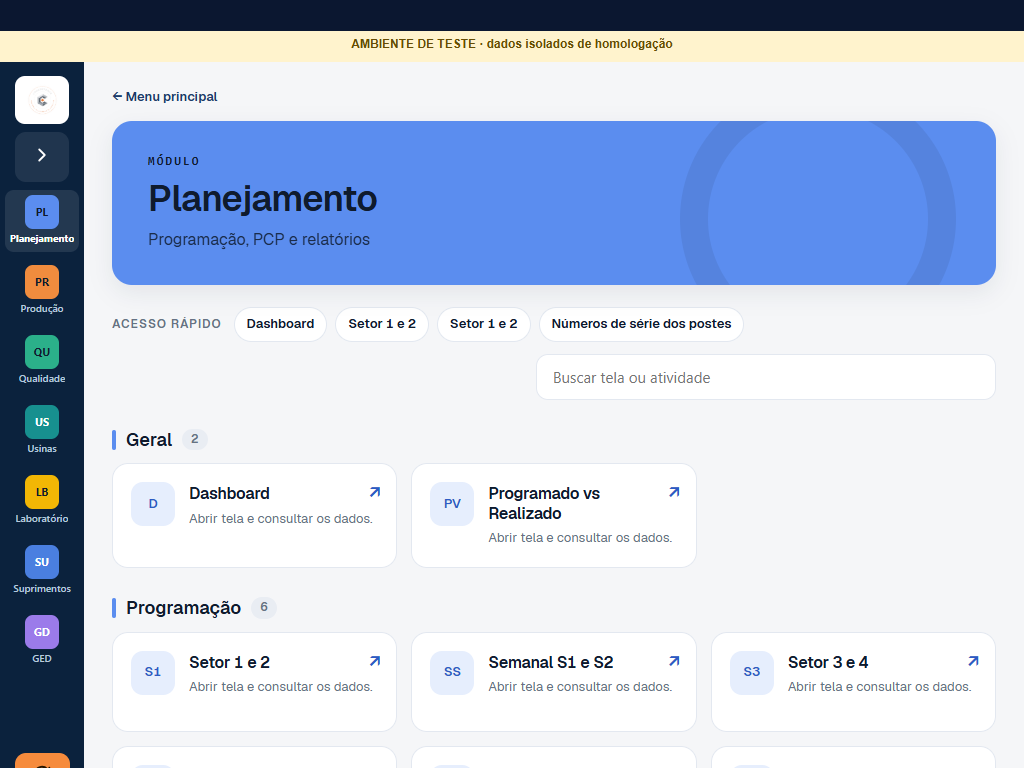 AMBIENTE DE TESTE · dados isolados de homologação
← Menu principal
MÓDULO
Planejamento
Programação, PCP e relatórios
PL
Planejamento
PR
Produção
QU
Qualidade
US
Usinas
LB
Laboratório
SU
Suprimentos
GD
GED
ACESSO RÁPIDO
Dashboard
Setor 1 e 2
Setor 1 e 2
Números de série dos postes
Buscar tela ou atividade
Geral 2
D
Dashboard
Abrir tela e consultar os dados.
PV
Programado vs
Realizado
Abrir tela e consultar os dados.
Programação 6
S1
Setor 1 e 2
Abrir tela e consultar os dados.
SS
Semanal S1 e S2
Abrir tela e consultar os dados.
S3
Setor 3 e 4
Abrir tela e consultar os dados.